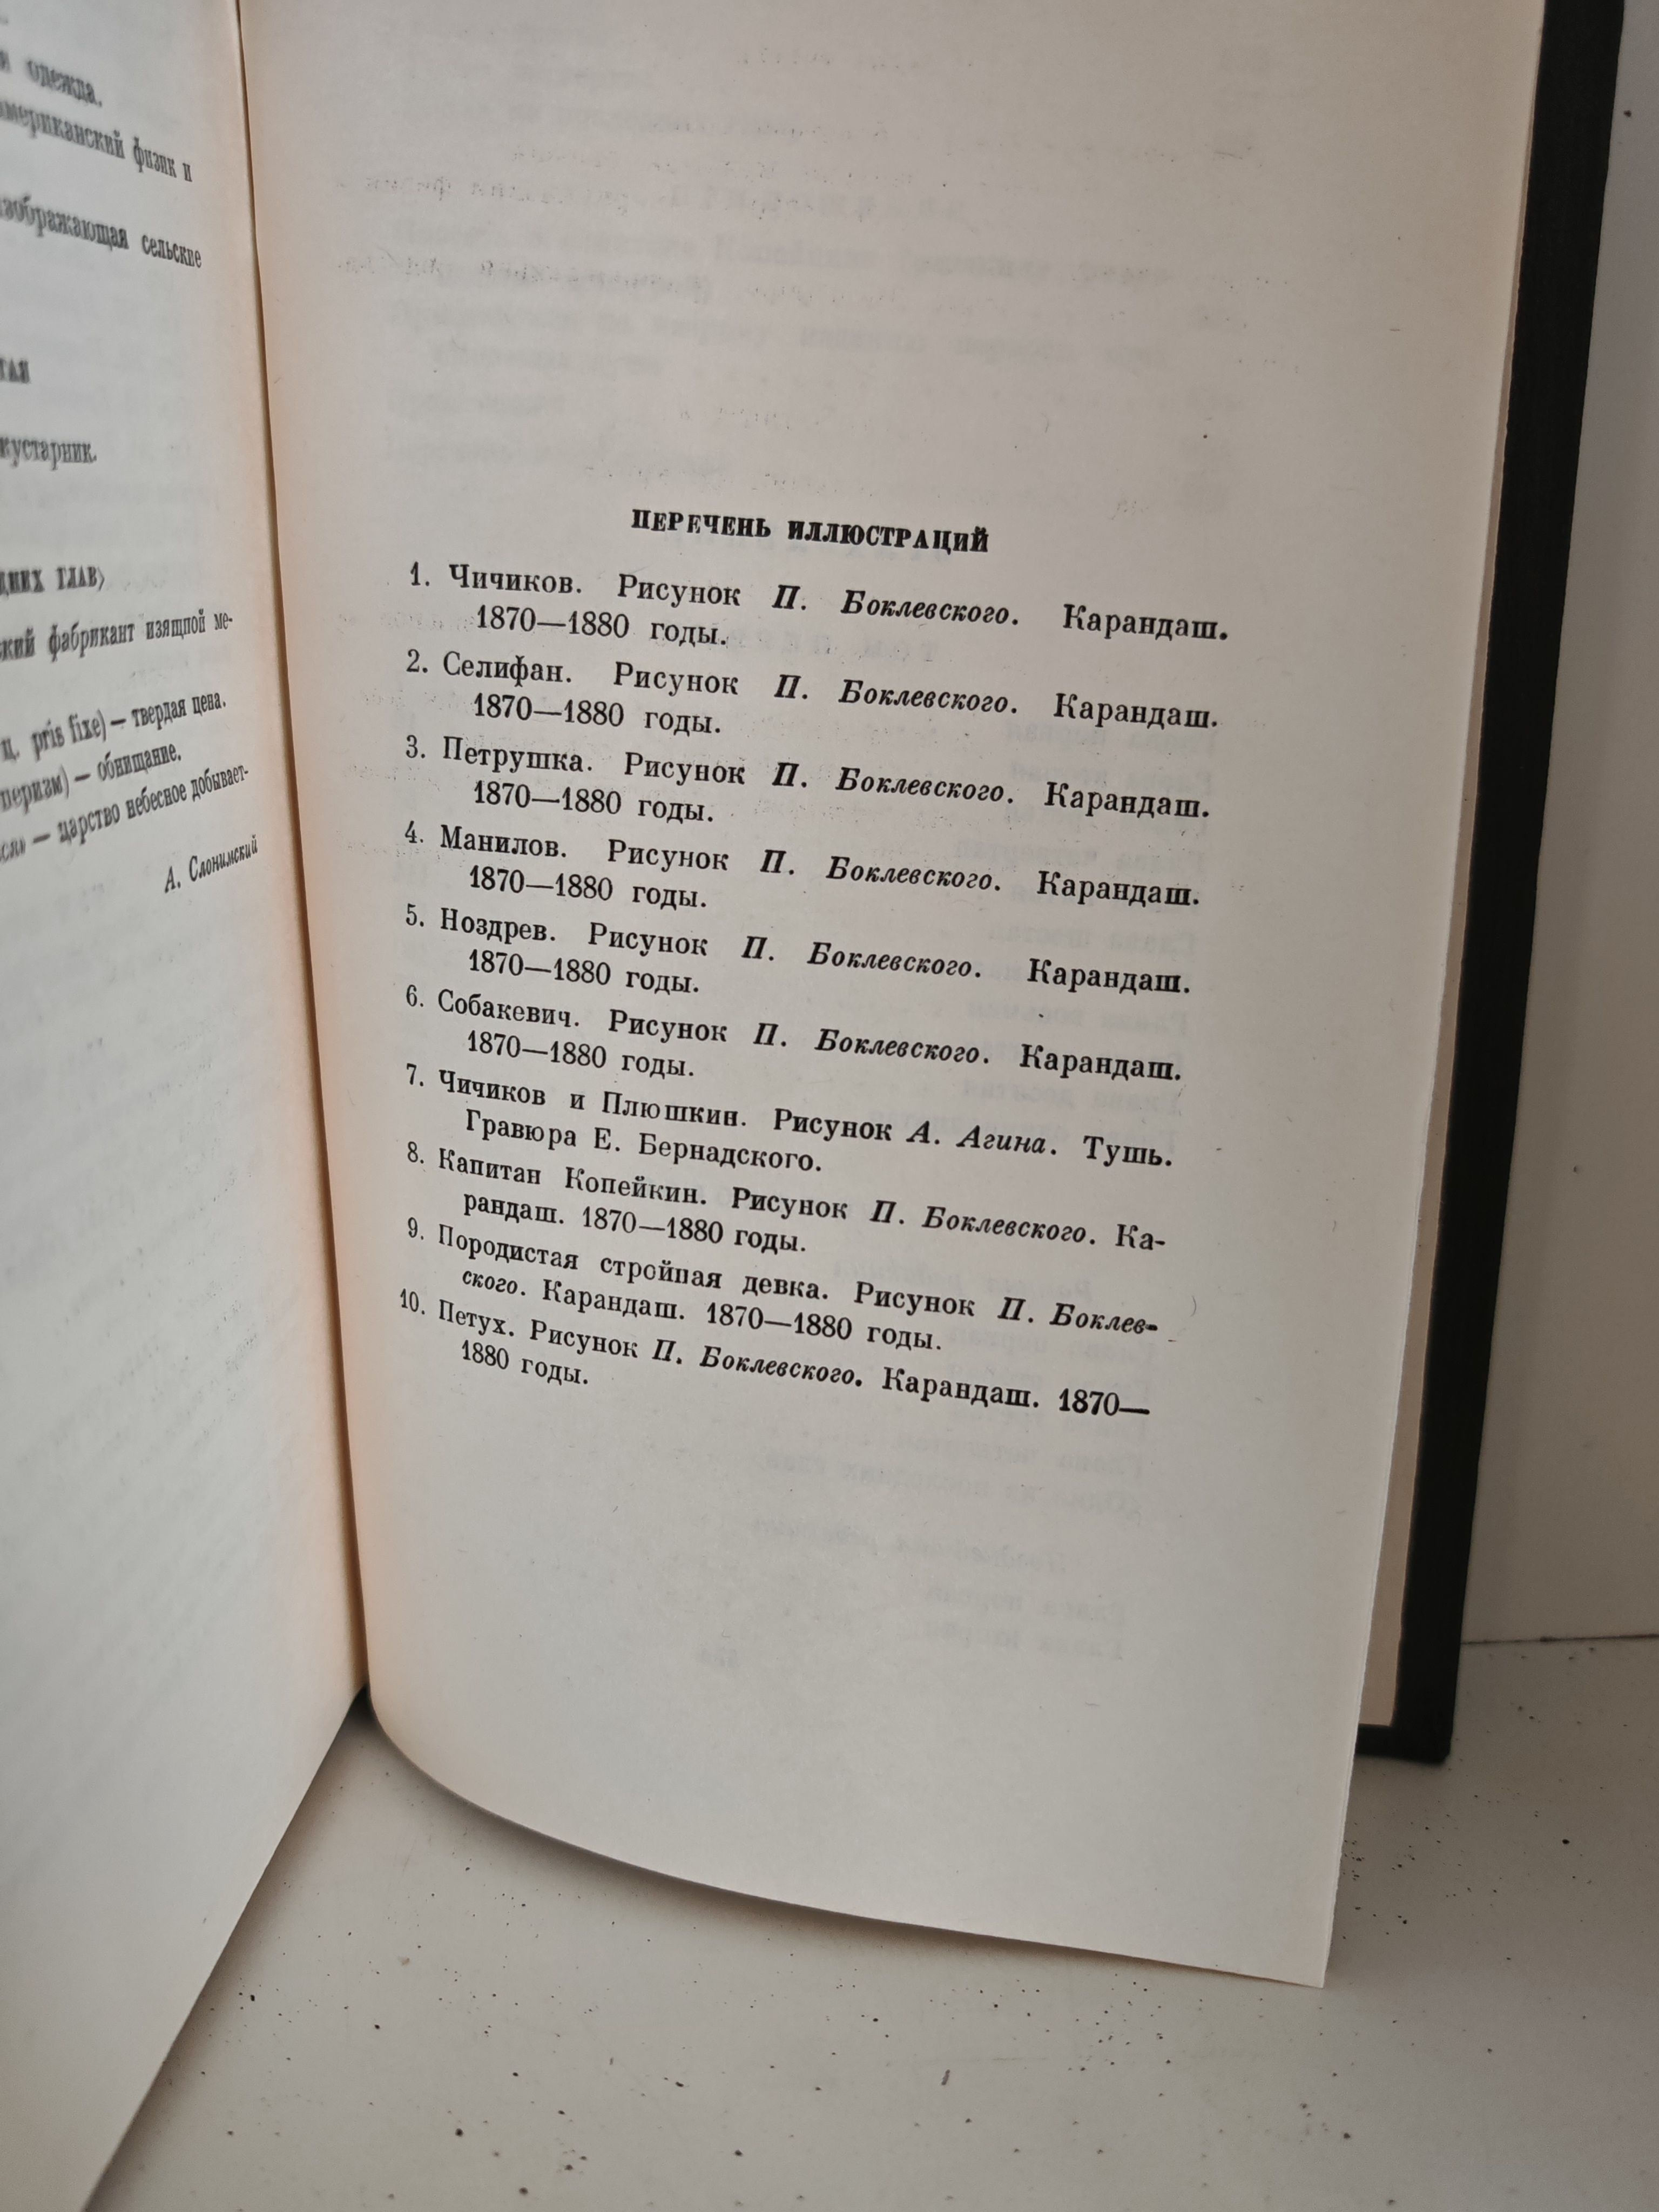 одежда.
американский физик и
изображающая сельские
кустарник.
ГЛАВ〉
фабрикант изящной ме-
ц. pris fixe) — твердая цена.
— обнищание.
— царство небесное добывает-
А. Слонимский
ПЕРЕЧЕНЬ ИЛЛЮСТРАЦИЙ
1. Чичиков. Рисунок П. Боклевского. Карандаш.
1870—1880 годы.
2. Селифан. Рисунок П. Боклевского. Карандаш.
1870—1880 годы.
3. Петрушка. Рисунок П. Боклевского. Карандаш.
1870—1880 годы.
4. Манилов. Рисунок П. Боклевского. Карандаш.
1870—1880 годы.
5. Ноздрев. Рисунок П. Боклевского. Карандаш.
1870—1880 годы.
6. Собакевич. Рисунок П. Боклевского. Карандаш.
1870—1880 годы.
7. Чичиков и Плюшкин. Рисунок А. Агина. Тушь.
Гравюра Е. Бернадского.
8. Капитан Копейкин. Рисунок П. Боклевского. Ка-
рандаш. 1870—1880 годы.
9. Породистая стройная девка. Рисунок П. Боклев-
ского. Карандаш. 1870—1880 годы.
10. Петух. Рисунок П. Боклевского. Карандаш. 1870—
1880 годы.